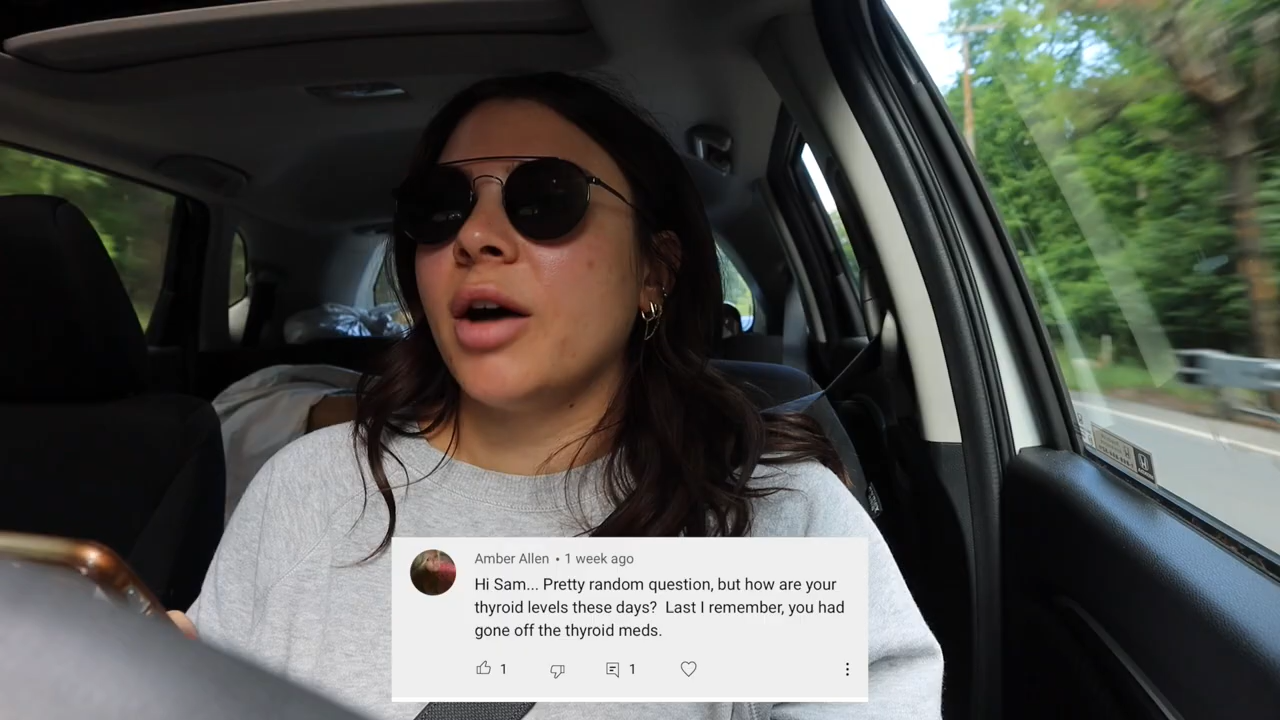 Amber Allen • 1 week ago
Hi Sam... Pretty random question, but how are your
thyroid levels these days?  Last I remember, you had
gone off the thyroid meds.
1
1